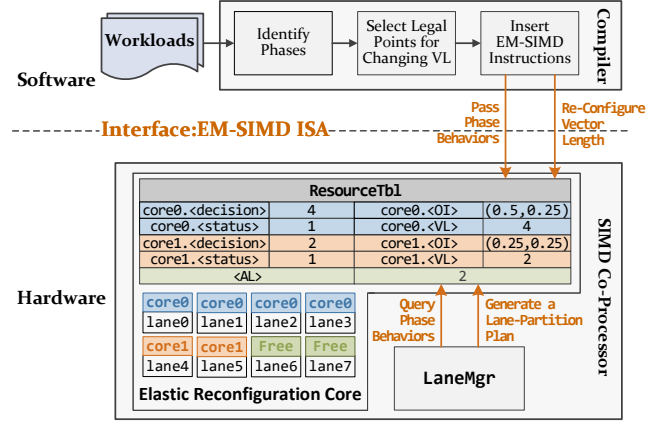 Workloads
Identify
Phases
Select Legal
Points for
Changing VL
Insert
EM-SIMD
Instructions
Compiler
Software
Pass
Phase
Behaviors
Re-Configure
Vector
Length
Interface:EM-SIMD ISA
ResourceTbl
core0.<decision> 4 core0.<OI> (0.5,0.25)
core0.<status> 1 core0.<VL> 4
core1.<decision> 2 core1.<OI> (0.25,0.25)
core1.<status> 1 core1.<VL> 2
<AL> 2
SIMD Co-Processor
Hardware
core0 core0 core0 core0
lane0 lane1 lane2 lane3
core1 core1 Free Free
lane4 lane5 lane6 lane7
Elastic Reconfiguration Core
Query
Phase
Behaviors
Generate a
Lane-Partition
Plan
LaneMgr